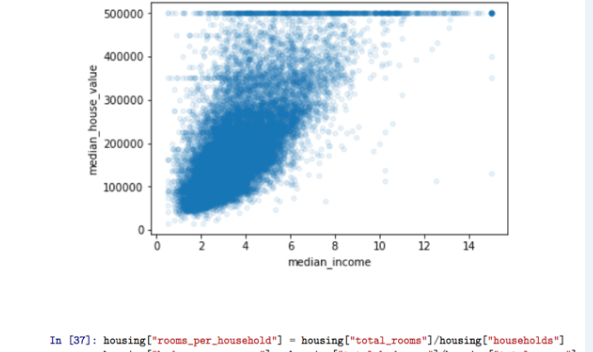 500000
400000
300000
200000
100000
0
median_house_value
0 2 4 6 8 10 12 14
median_income
In [37]: housing["rooms_per_household"] = housing["total_rooms"]/housing["households"]